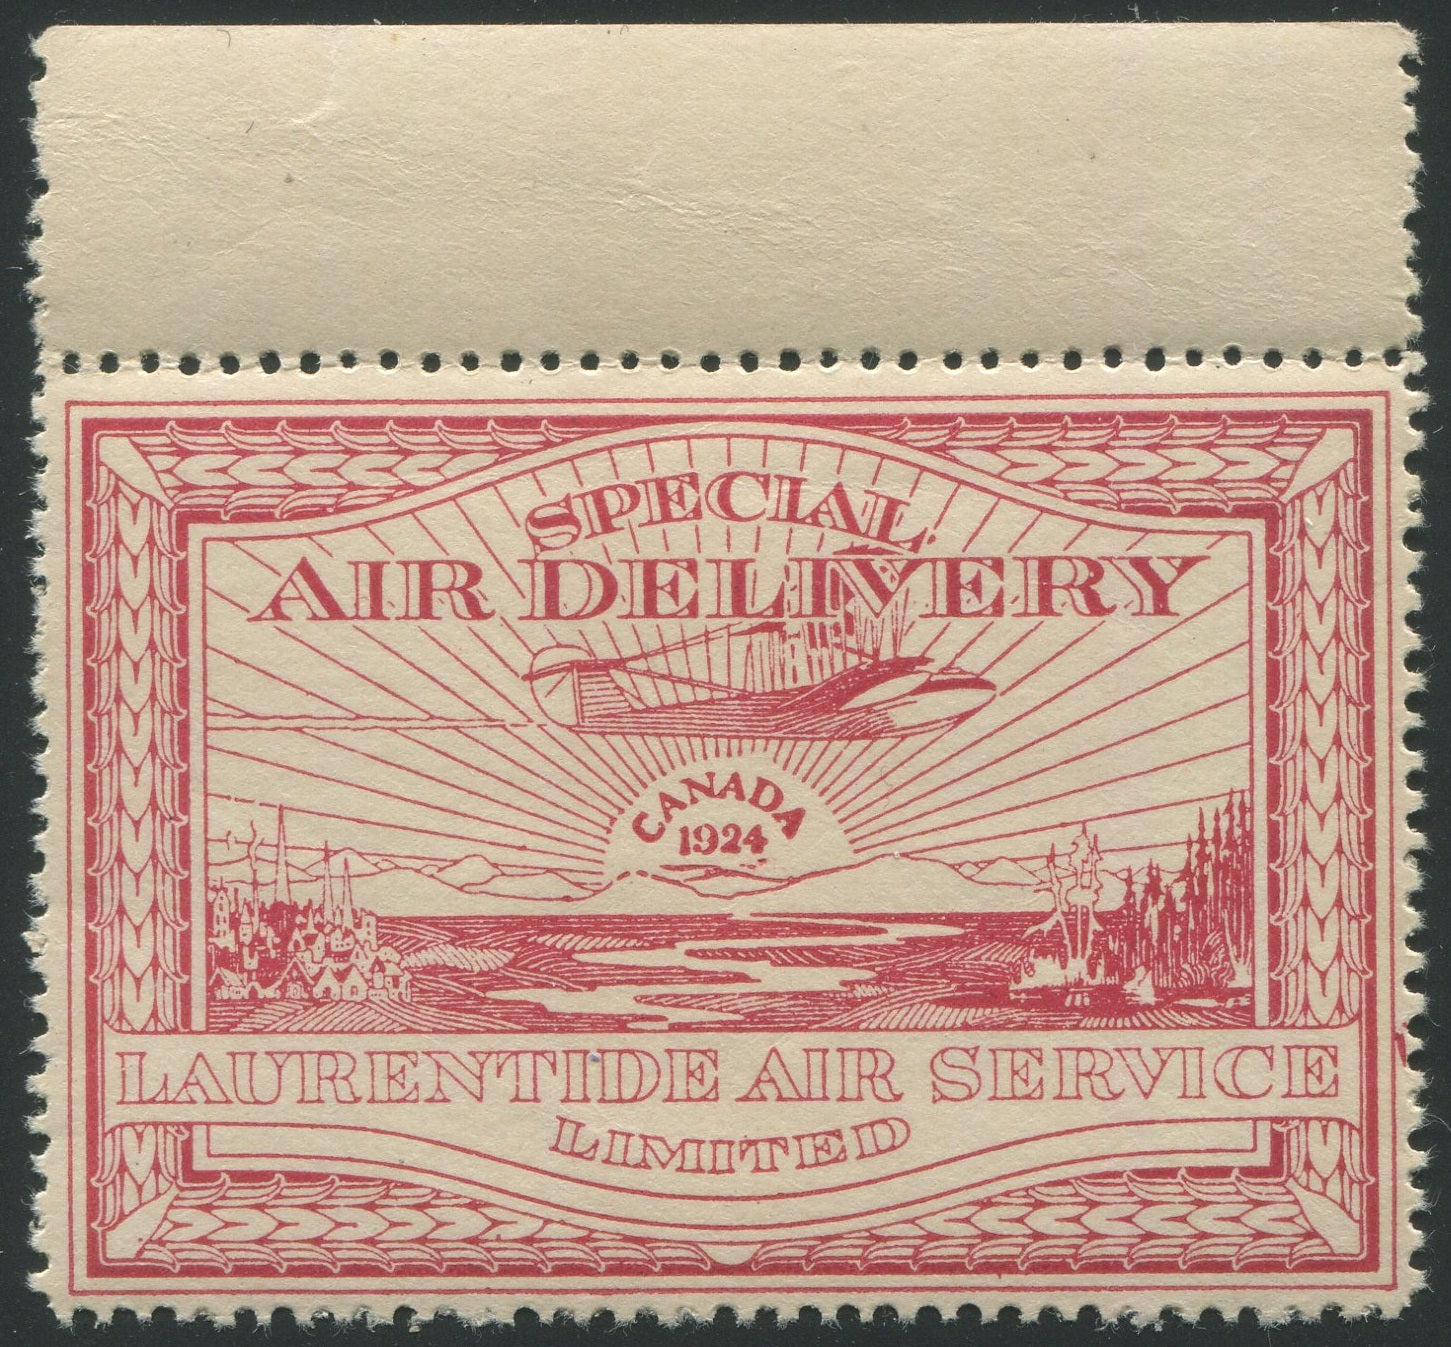 SPECIAL
AIR DELIVERY
CANADA
1924
LAURENTIDE AIR SERVICE
LIMITED